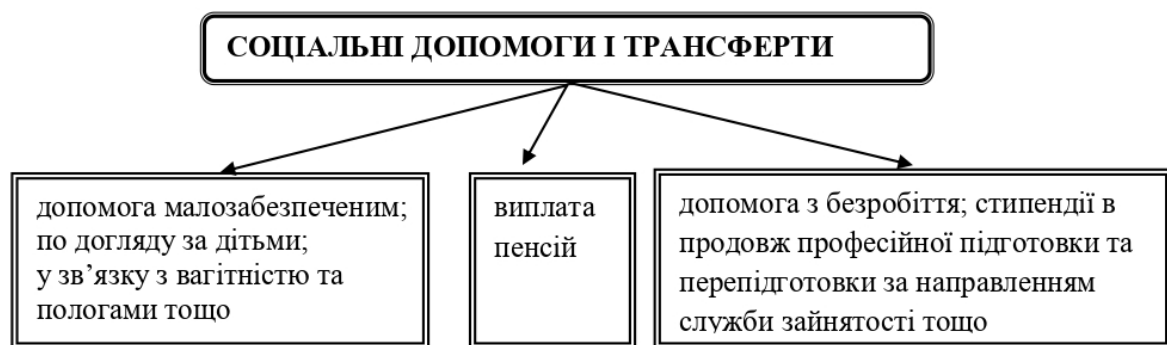 СОЦІАЛЬНІ ДОПОМОГИ І ТРАНСФЕРТИ
допомога малозабезпеченим;
по догляду за дітьми;
у зв’язку з вагітністю та
пологами тощо
виплата
пенсій
допомога з безробіття; стипендії в
продовж професійної підготовки та
перепідготовки за направленням
служби зайнятості тощо